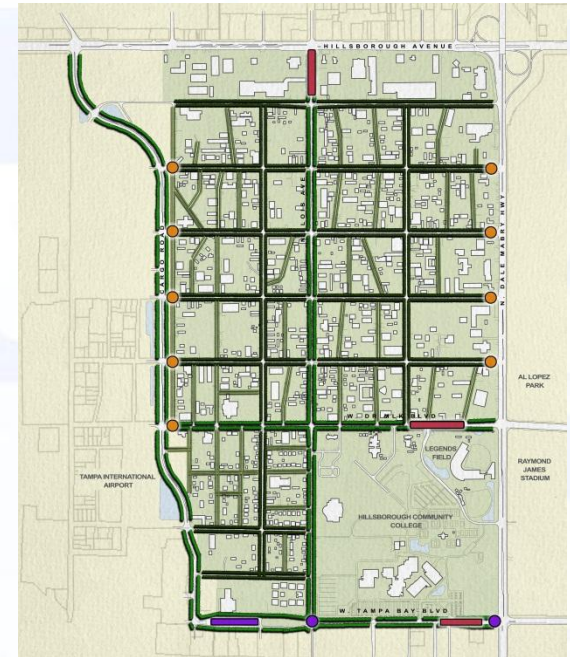 HILLSBOROUGH AVENUE
LOIS AVE
CARGO ROAD
N. DALE MABRY HWY
AL LOPEZ
PARK
W. DR MLK BLVD
LEGENDS
FIELD
RAYMOND
JAMES
STADIUM
TAMPA INTERNATIONAL
AIRPORT
HILLSBOROUGH COMMUNITY
COLLEGE
W. TAMPA BAY BLVD